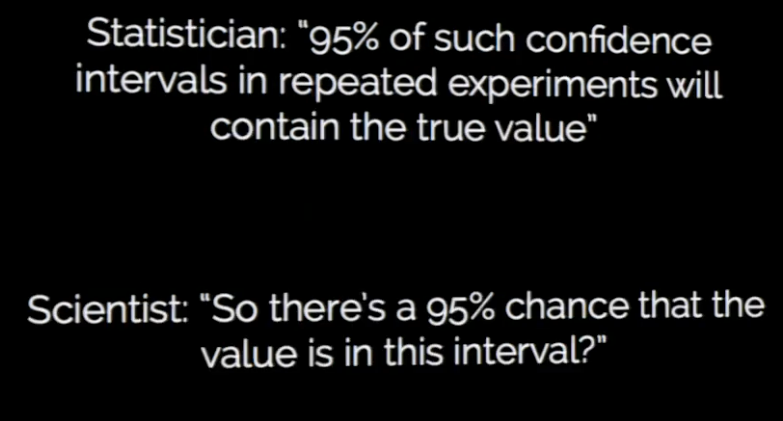 Statistician: "95% of such confidence
intervals in repeated experiments will
contain the true value"
Scientist: "So there's a 95% chance that the
value is in this interval?"